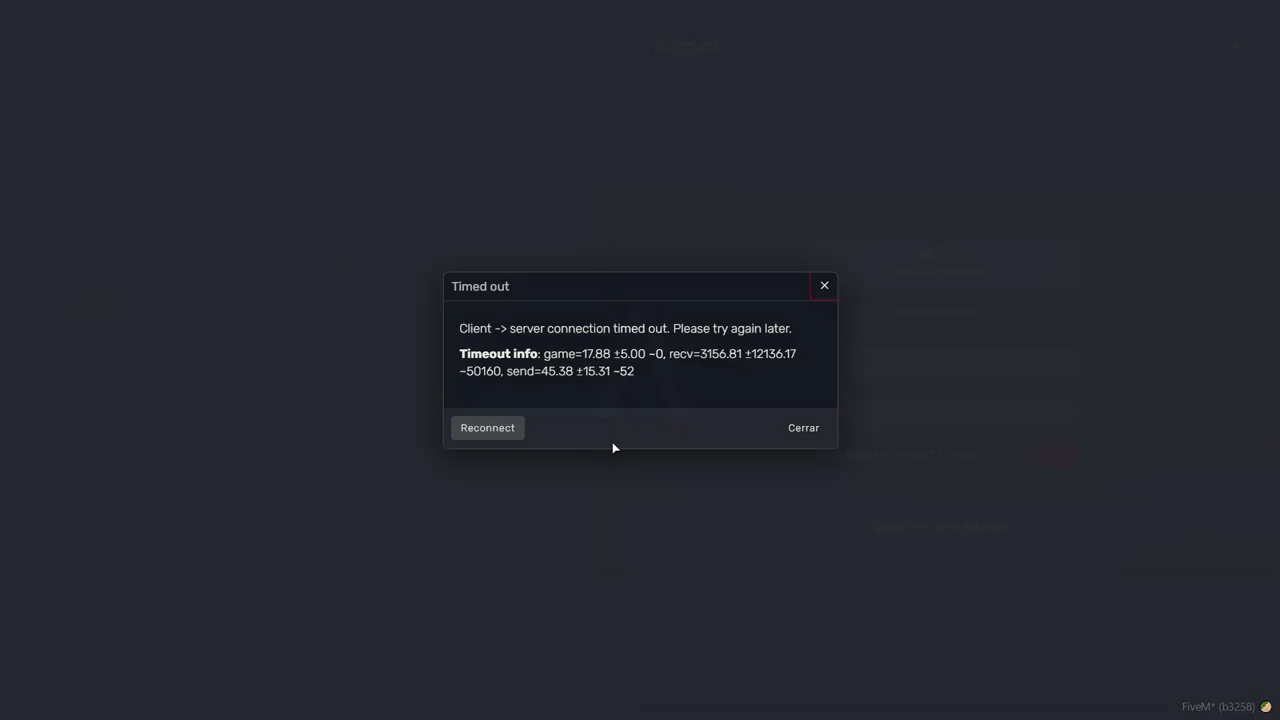 Account
Timed out
Client -> server connection timed out. Please try again later.
Timeout info: game=17.88 ±5.00 ~0, recv=3156.81 ±12136.17
~50160, send=45.38 ±15.31 ~52
Reconnect
Cerrar
FiveM* (b3258)